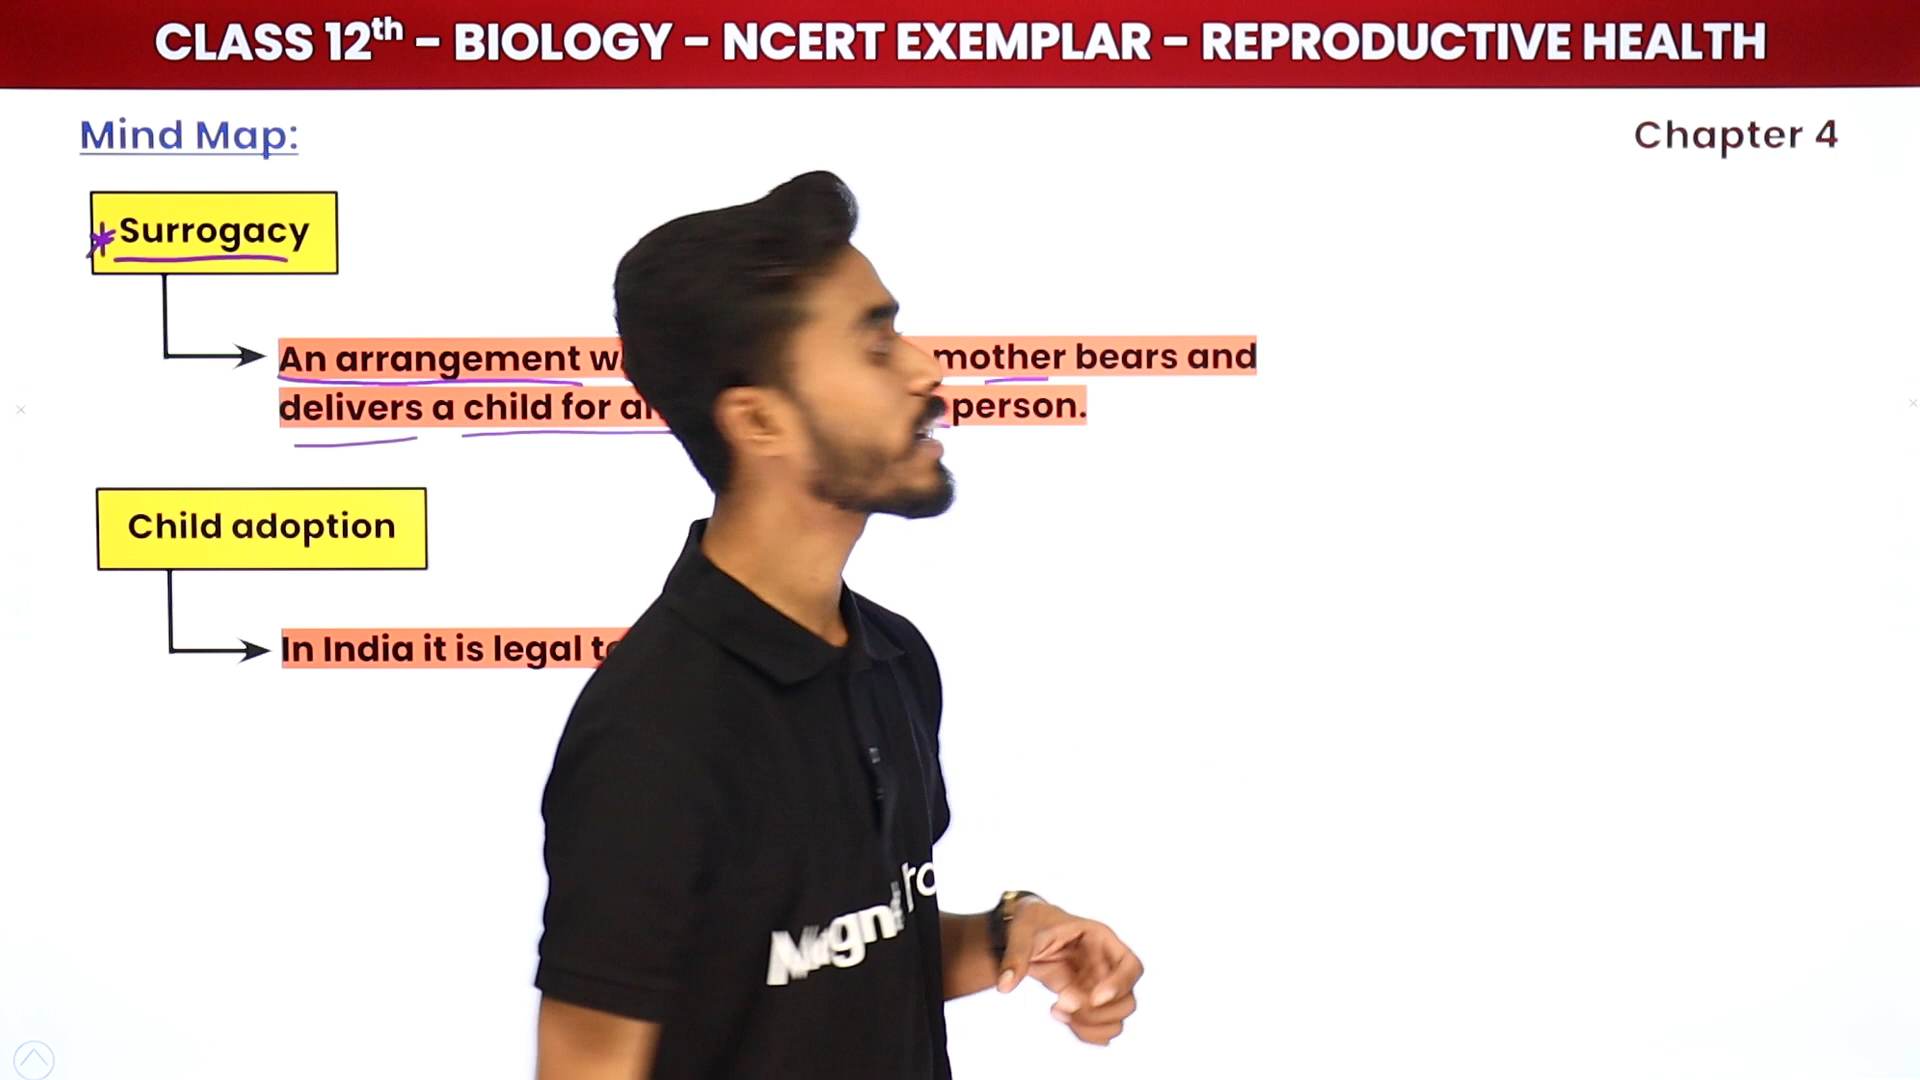 CLASS 12th - BIOLOGY - NCERT EXEMPLAR - REPRODUCTIVE HEALTH
Mind Map:
Chapter 4
* Surrogacy
An arrangement mother bears and
delivers a child for person.
Child adoption
In India it is legal